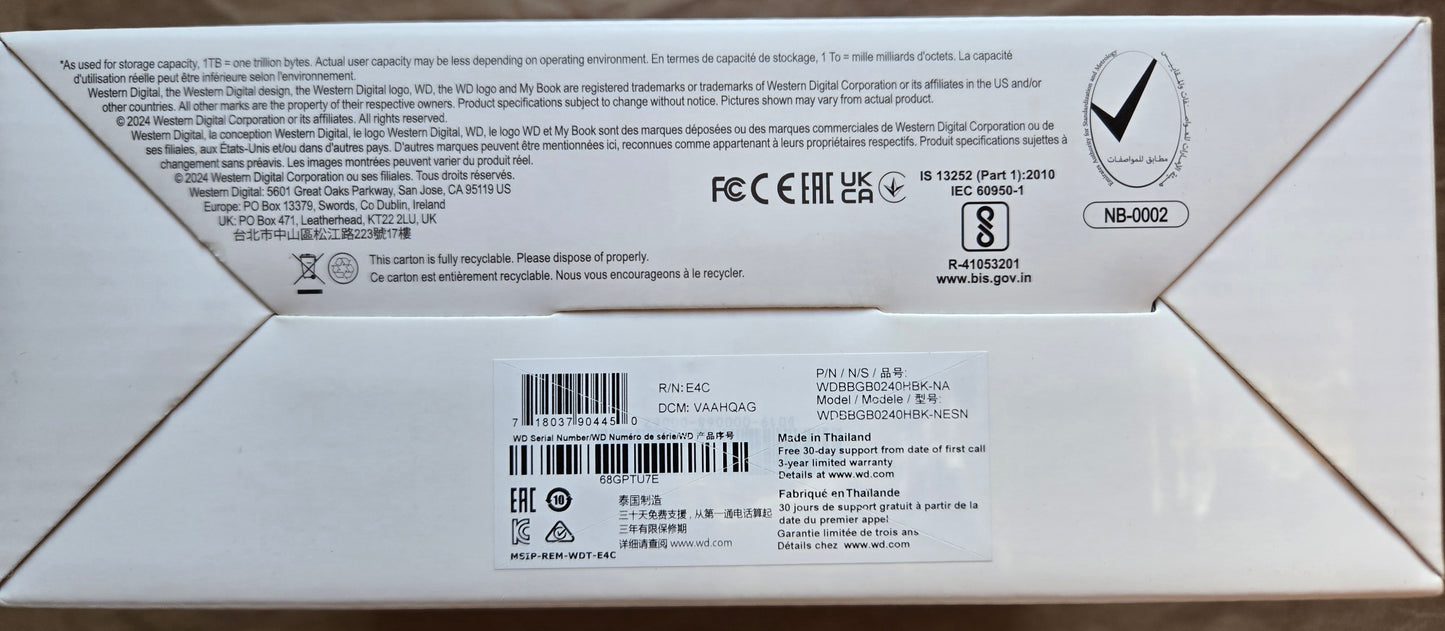 *As used for storage capacity, 1TB = one trillion bytes. Actual user capacity may be less depending on operating environment. En termes de capacité de stockage, 1 To = mille milliards d'octets. La capacité
d'utilisation réelle peut être inférieure selon l'environnement.
Western Digital, the Western Digital design, the Western Digital logo, WD, the WD logo and My Book are registered trademarks or trademarks of Western Digital Corporation or its affiliates in the US and/or
other countries. All other marks are the property of their respective owners. Product specifications subject to change without notice. Pictures shown may vary from actual product.
© 2024 Western Digital Corporation or its affiliates. All rights reserved.
Western Digital, la conception Western Digital, le logo Western Digital, WD, le logo WD et My Book sont des marques déposées ou des marques commerciales de Western Digital Corporation ou de
ses filiales, aux États-Unis et/ou dans d'autres pays. D'autres marques peuvent être mentionnées ici, reconnues comme appartenant à leurs propriétaires respectifs. Produit specifications sujettes à
changement sans préavis. Les images montrées peuvent varier du produit réel.
© 2024 Western Digital Corporation ou ses filiales. Tous droits réservés.
Western Digital: 5601 Great Oaks Parkway, San Jose, CA 95119 US
Europe: PO Box 13379, Swords, Co Dublin, Ireland
UK: PO Box 471, Leatherhead, KT22 2LU, UK
台北市中山區松江路223號17樓
This carton is fully recyclable. Please dispose of properly.
Ce carton est entièrement recyclable. Nous vous encourageons à le recycler.
FC CE EAC UK CA
IS 13252 (Part 1):2010
IEC 60950-1
R-41053201
www.bis.gov.in
Emirates Authority for Standardization and Metrology
مطابق للمواصفات
NB-0002
7 18037 90445 0
R/N: E4C
DCM: VAAHQAG
P/N / N/S / 品号:
WDBBGB0240HBK-NA
Model / Modele / 型号:
WDBBGB0240HBK-NESN
WD Serial Number/WD Numéro de série/WD 产品序号
68GPTU7E
EAC 10
MSIP-REM-WDT-E4C
泰国制造
三十天免费支援，从第一通电话算起
三年有限保修期
详细请查阅 www.wd.com
Made in Thailand
Free 30-day support from date of first call
3-year limited warranty
Details at www.wd.com
Fabriqué en Thaïlande
30 jours de support gratuit à partir de la
date du premier appel
Garantie limitée de trois ans
Détails chez www.wd.com